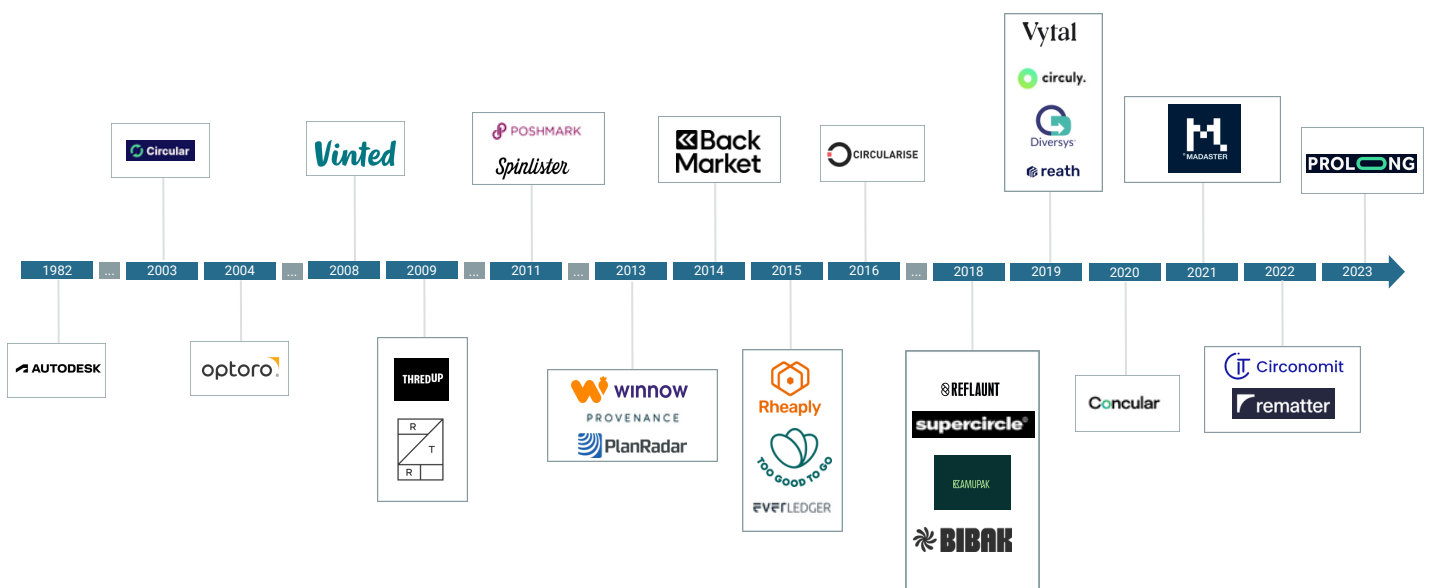 Vytal
circuly.
Diversys
reath
Circular
Vinted
POSHMARK
Spinlister
Back
Market
CIRCULARISE
M.
MADASTER
PROLONG
1982 ... 2003 2004 ... 2008 2009 ... 2011 ... 2013 2014 2015 2016 ... 2018 2019 2020 2021 2022 2023
AUTODESK
optoro
THREDUP
R
T
R
winnow
PROVENANCE
PlanRadar
Rheaply
TOO GOOD TO GO
EVERLEDGER
REFLAUNT
supercircle®
KAMUPAK
BIBAK
Concular
CIT Circonomit
rematter